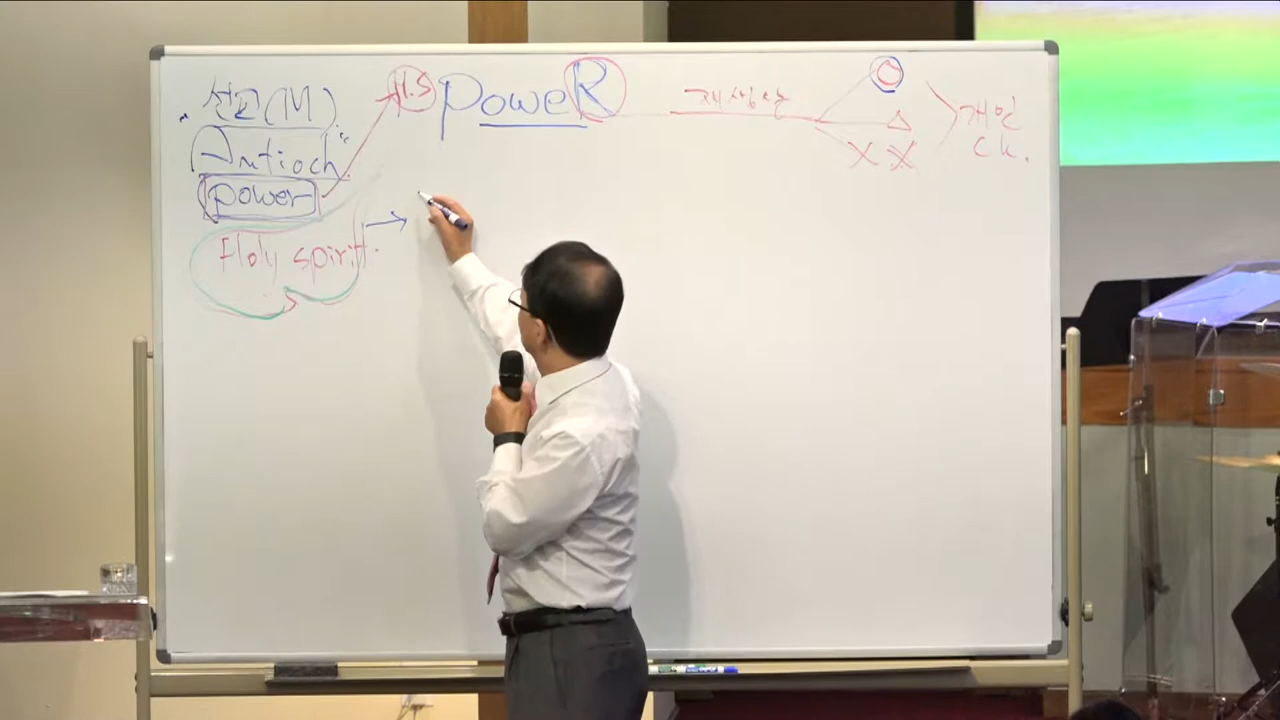 선교(M)
"Antioch"
power
Holy spirit
H.S poweR
재생산
개인
Ch.